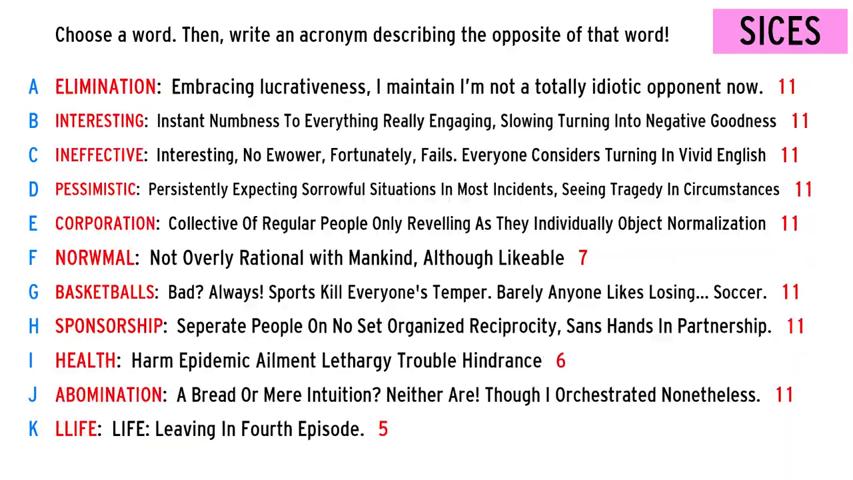 Choose a word. Then, write an acronym describing the opposite of that word!
SICES
A ELIMINATION: Embracing lucrativeness, I maintain I'm not a totally idiotic opponent now. 11
B INTERESTING: Instant Numbness To Everything Really Engaging, Slowing Turning Into Negative Goodness 11
C INEFFECTIVE: Interesting, No Ewower, Fortunately, Fails. Everyone Considers Turning In Vivid English 11
D PESSIMISTIC: Persistently Expecting Sorrowful Situations In Most Incidents, Seeing Tragedy In Circumstances 11
E CORPORATION: Collective Of Regular People Only Revelling As They Individually Object Normalization 11
F NORWMAL: Not Overly Rational with Mankind, Although Likeable 7
G BASKETBALLS: Bad? Always! Sports Kill Everyone's Temper. Barely Anyone Likes Losing... Soccer. 11
H SPONSORSHIP: Seperate People On No Set Organized Reciprocity, Sans Hands In Partnership. 11
I HEALTH: Harm Epidemic Ailment Lethargy Trouble Hindrance 6
J ABOMINATION: A Bread Or Mere Intuition? Neither Are! Though I Orchestrated Nonetheless. 11
K LLIFE: LIFE: Leaving In Fourth Episode. 5